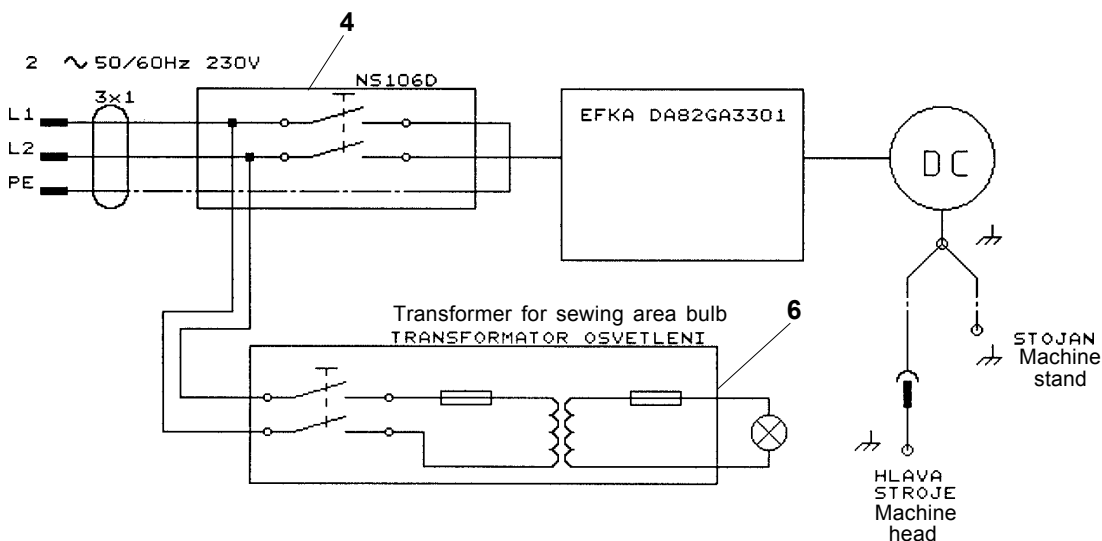 4
2 ∿ 50/60Hz 230V
NS106D
3x1
L1
L2
PE
EFKA DA82GA3301
DC
Transformer for sewing area bulb
TRANSFORMATOR OSVETLENI
6
STOJAN
Machine
stand
HLAVA
STROJE
Machine
head